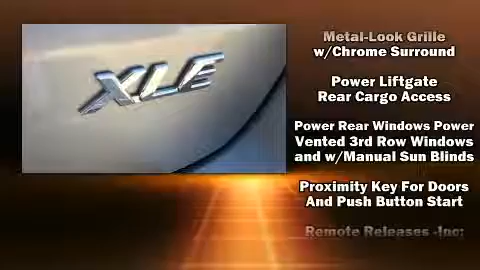 XLE
Metal-Look Grille
w/Chrome Surround
Power Liftgate
Rear Cargo Access
Power Rear Windows Power
Vented 3rd Row Windows
and w/Manual Sun Blinds
Proximity Key For Doors
And Push Button Start
Remote Releases -Inc: